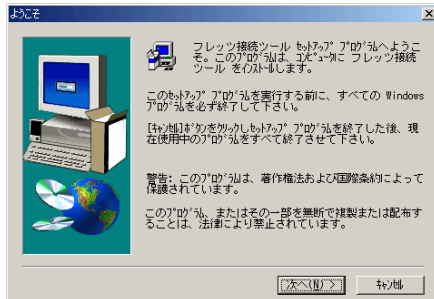 ようこそ
フレッツ接続ツール ｾｯﾄｱｯﾌﾟ ﾌﾟﾛｸﾞﾗﾑへようこ
そ。このﾌﾟﾛｸﾞﾗﾑは、ｺﾝﾋﾟｭｰﾀに フレッツ接続
ツール をｲﾝｽﾄｰﾙします。
このｾｯﾄｱｯﾌﾟ ﾌﾟﾛｸﾞﾗﾑを実行する前に、すべての Windows
ﾌﾟﾛｸﾞﾗﾑを必ず終了して下さい。
[ｷｬﾝｾﾙ]ﾎﾞﾀﾝをｸﾘｯｸしｾｯﾄｱｯﾌﾟ ﾌﾟﾛｸﾞﾗﾑを終了した後、現
在使用中のﾌﾟﾛｸﾞﾗﾑをすべて終了させて下さい。
警告: このﾌﾟﾛｸﾞﾗﾑは、著作権法および国際条約によって
保護されています。
このﾌﾟﾛｸﾞﾗﾑ、またはその一部を無断で複製または配布す
ることは、法律により禁止されています。
次へ(N) >
ｷｬﾝｾﾙ